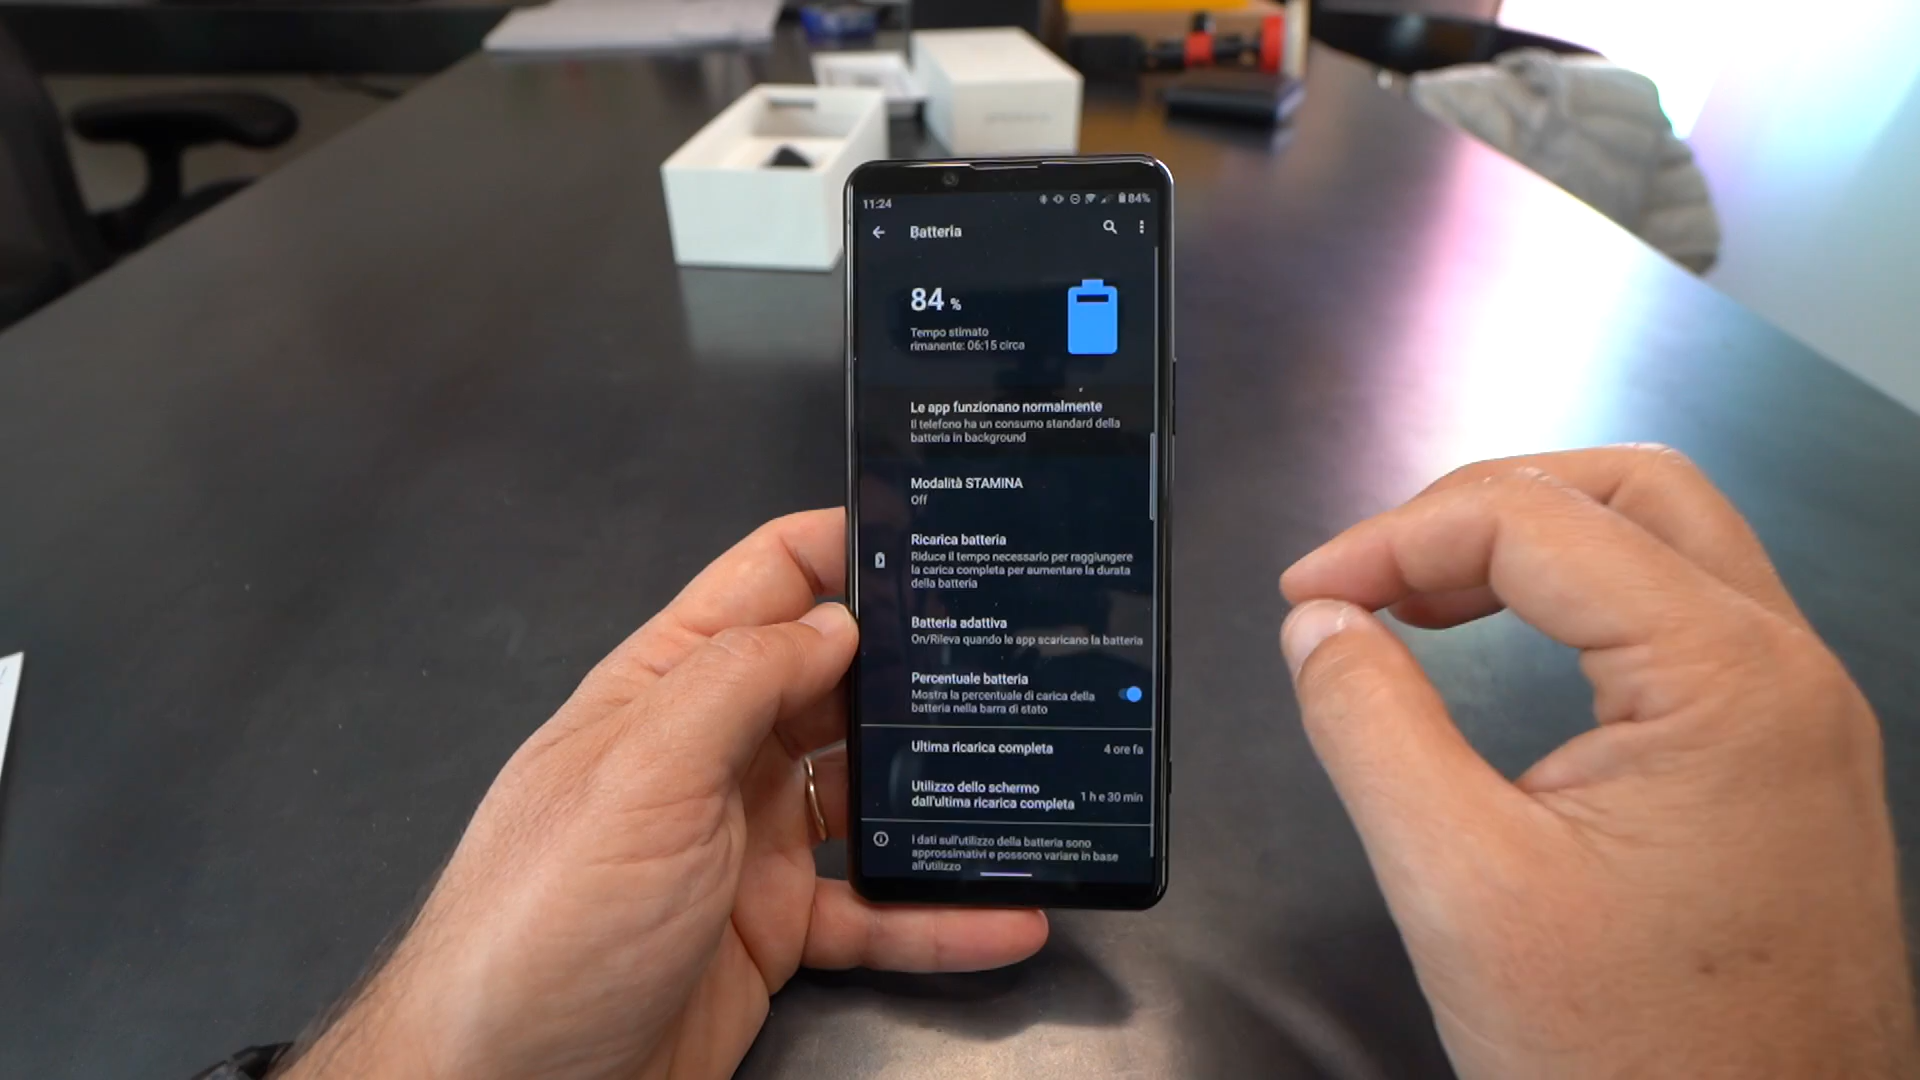 11:24
84%
Batteria
84 %
Tempo stimato
rimanente: 06:15 circa
Le app funzionano normalmente
Il telefono ha un consumo standard della
batteria in background
Modalità STAMINA
Off
Ricarica batteria
Riduce il tempo necessario per raggiungere
la carica completa per aumentare la durata
della batteria
Batteria adattiva
On/Rileva quando le app scaricano la batteria
Percentuale batteria
Mostra la percentuale di carica della
batteria nella barra di stato
Ultima ricarica completa
4 ore fa
Utilizzo dello schermo
dall'ultima ricarica completa
1 h e 30 min
I dati sull'utilizzo della batteria sono
approssimativi e possono variare in base
all'utilizzo